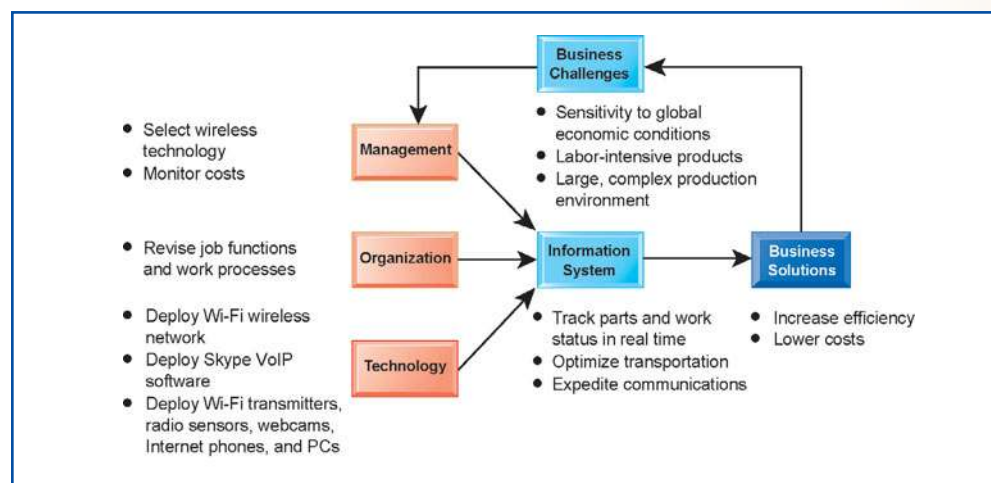 Business
Challenges
● Sensitivity to global
economic conditions
● Labor-intensive products
● Large, complex production
environment
● Select wireless
technology
● Monitor costs
Management
● Revise job functions
and work processes
Organization
Information
System
Business
Solutions
● Deploy Wi-Fi wireless
network
● Deploy Skype VoIP
software
● Deploy Wi-Fi transmitters,
radio sensors, webcams,
Internet phones, and PCs
Technology
● Track parts and work
status in real time
● Optimize transportation
● Expedite communications
● Increase efficiency
● Lower costs